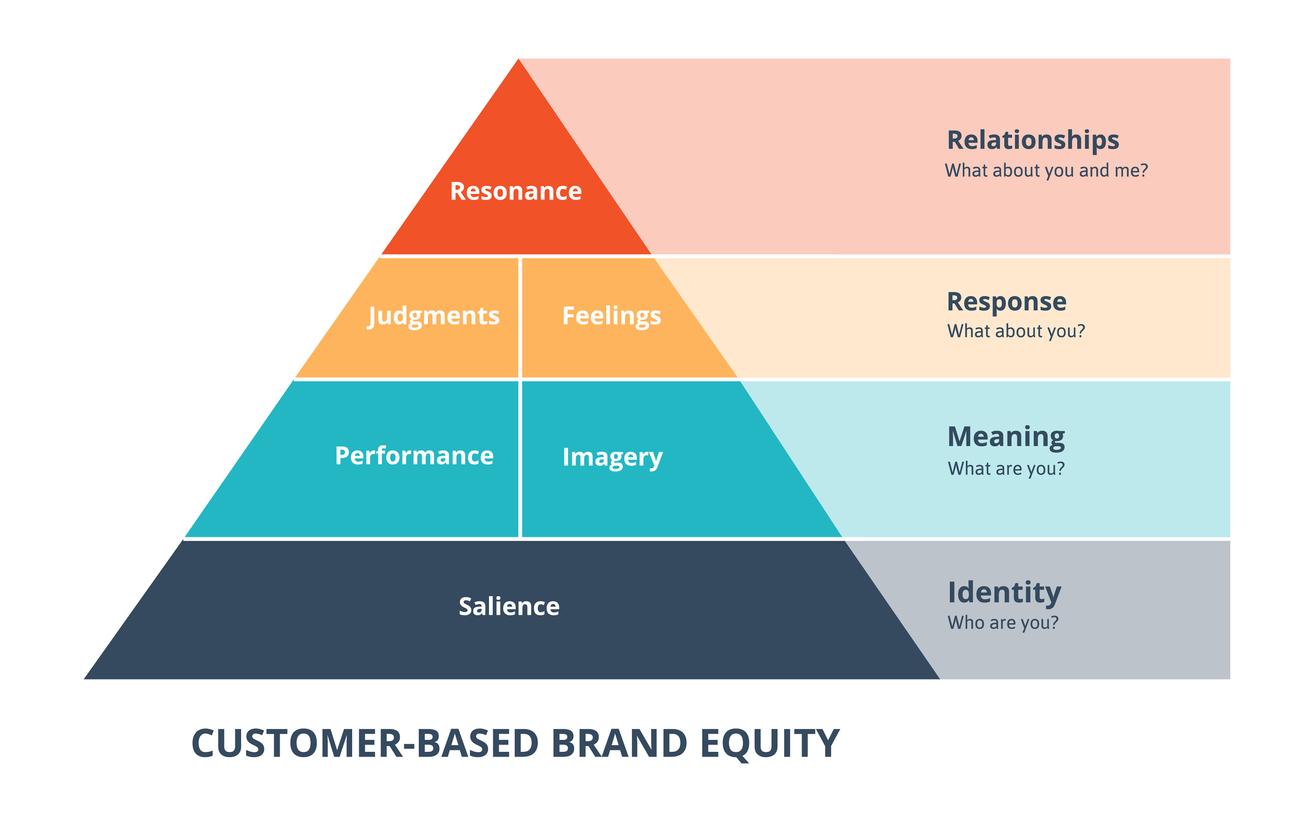 Resonance
Relationships
What about you and me?
Judgments
Feelings
Response
What about you?
Performance
Imagery
Meaning
What are you?
Salience
Identity
Who are you?
CUSTOMER-BASED BRAND EQUITY